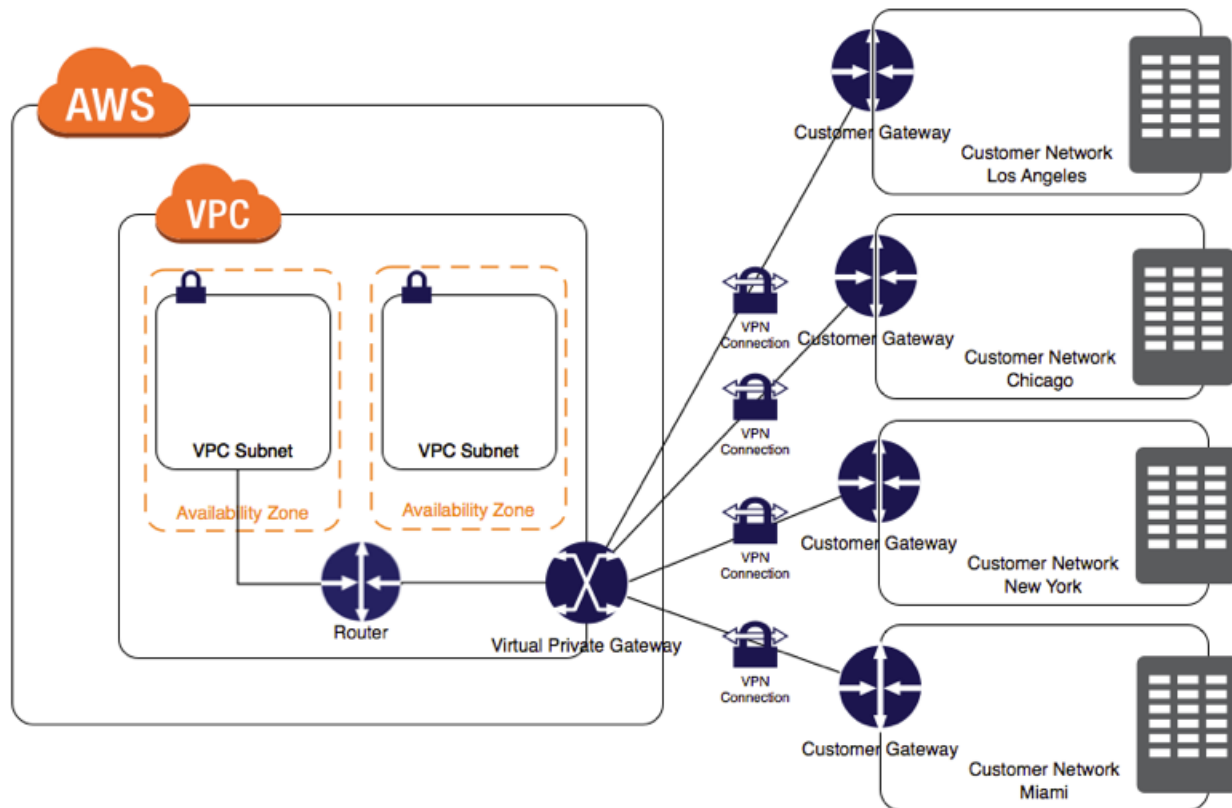 AWS
VPC
VPC Subnet
Availability Zone
VPC Subnet
Availability Zone
Router
Virtual Private Gateway
VPN
Connection
VPN
Connection
VPN
Connection
VPN
Connection
Customer Gateway
Customer Network
Los Angeles
Customer Gateway
Customer Network
Chicago
Customer Gateway
Customer Network
New York
Customer Gateway
Customer Network
Miami